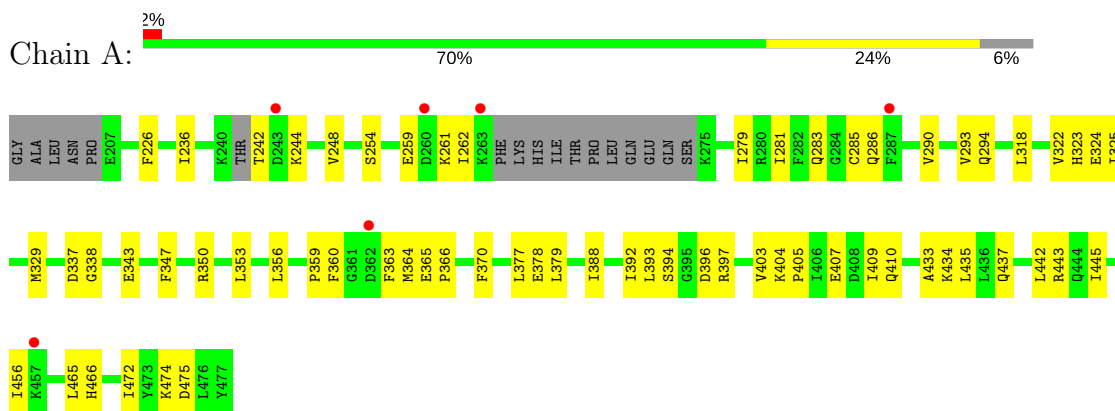 2%
Chain A:
70% 24% 6%
GLY ALA LEU ASN PRO E207 F226 I236 K240 THR T242 D243 K244 V248 S254 E259 D260 K261 I262 K263 PHE LYS HIS ILE THR PRO LEU GLN GLU GLN SER K275 I279 R280 I281 F282 Q283 G284 C285 Q286 F287 V290 V293 Q294 L318 V322 H323 E324 I325
M329 D337 G338 E343 F347 R350 L353 L356 P359 F360 G361 D362 F363 M364 E365 P366 F370 L377 E378 L379 I388 I392 L393 S394 G395 D396 R397 V403 K404 P405 I406 E407 D408 I409 Q410 A433 K434 L435 L436 Q437 L442 R443 Q444 I445
I456 K457 L465 H466 I472 Y473 K474 D475 L476 Y477